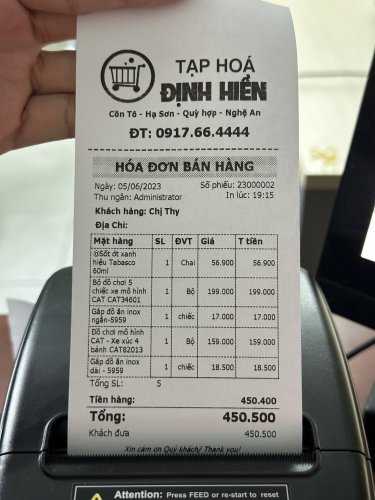 TẠP HOÁ
ĐỊNH HIỀN
Côn Tô - Hạ Sơn - Quỳ hợp - Nghệ An
ĐT: 0917.66.4444
HÓA ĐƠN BÁN HÀNG
Ngày: 05/06/2023 Số phiếu: 23000002
Thu ngân: Administrator In lúc: 19:15
Khách hàng: Chị Thy
Địa Chỉ:
Mặt hàng SL ĐVT Giá T tiền
@Sốt ớt xanh
hiệu Tabasco 1 Chai 56.900 56.900
60ml
Bộ đồ chơi 5
chiếc xe mô hình 1 Bộ 199.000 199.000
CAT CAT34601
Gắp đồ ăn inox 1 chiếc 17.000 17.000
ngắn-5959
Đồ chơi mô hình
CAT - Xe xúc 4 1 Bộ 159.000 159.000
bánh CAT82013
Gắp đồ ăn inox 1 chiếc 18.500 18.500
dài - 5959
Tổng SL: 5
Tiền hàng: 450.400
Tổng: 450.500
Khách đưa 450.500
Xin cảm ơn Quý khách/ Thank you!
Attention: Press FEED or re-start to reset